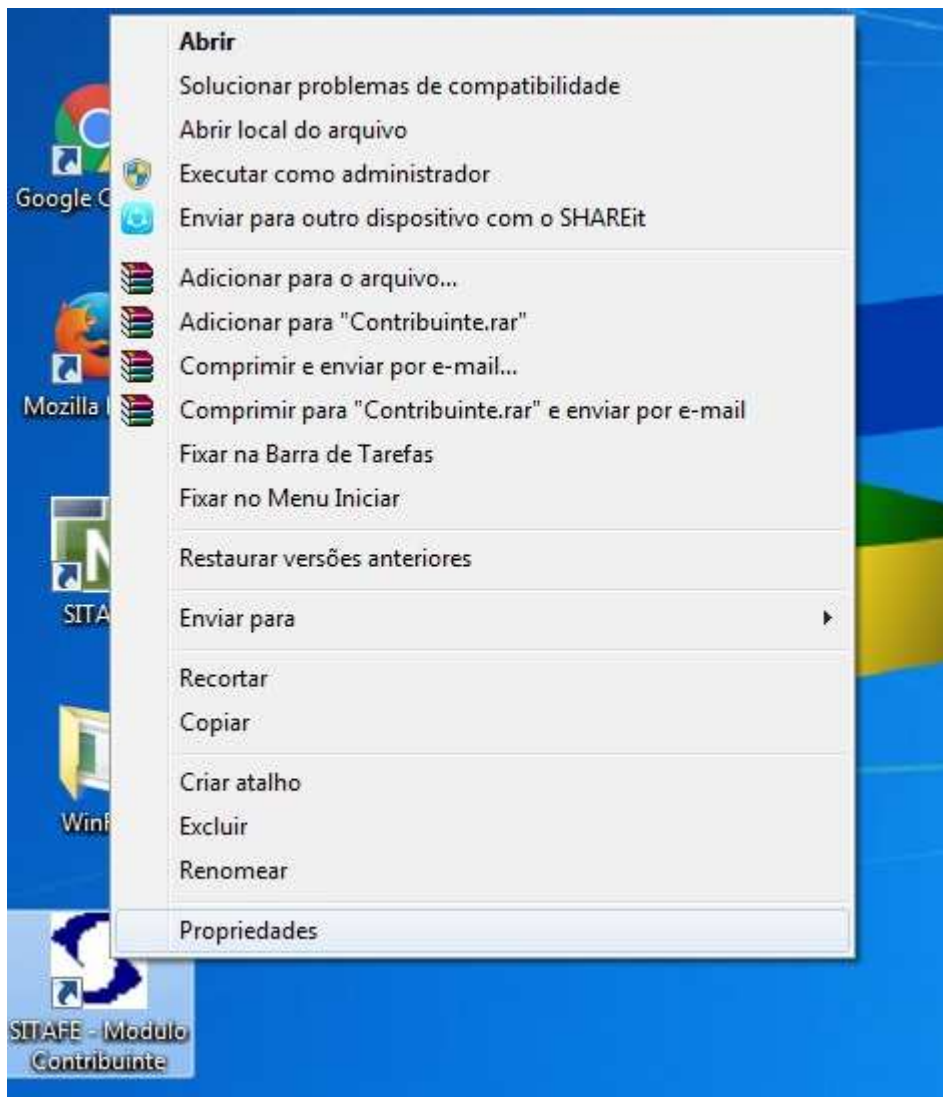 Abrir
Solucionar problemas de compatibilidade
Abrir local do arquivo
Executar como administrador
Enviar para outro dispositivo com o SHAREit
Adicionar para o arquivo...
Adicionar para "Contribuinte.rar"
Comprimir e enviar por e-mail...
Comprimir para "Contribuinte.rar" e enviar por e-mail
Fixar na Barra de Tarefas
Fixar no Menu Iniciar
Restaurar versões anteriores
Enviar para
Recortar
Copiar
Criar atalho
Excluir
Renomear
Propriedades
Google
Mozilla
SITA
SITAFE - Modulo
Contribuinte